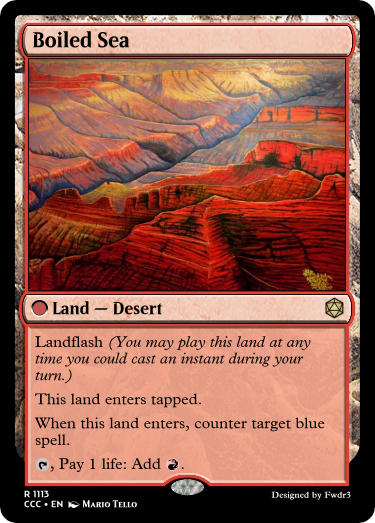 Boiled Sea
Land — Desert
Landflash (You may play this land at any
time you could cast an instant during your
turn.)
This land enters tapped.
When this land enters, counter target blue
spell.
, Pay 1 life: Add .
R 1113
Designed by Fwdr3
CCC • EN Mario Tello